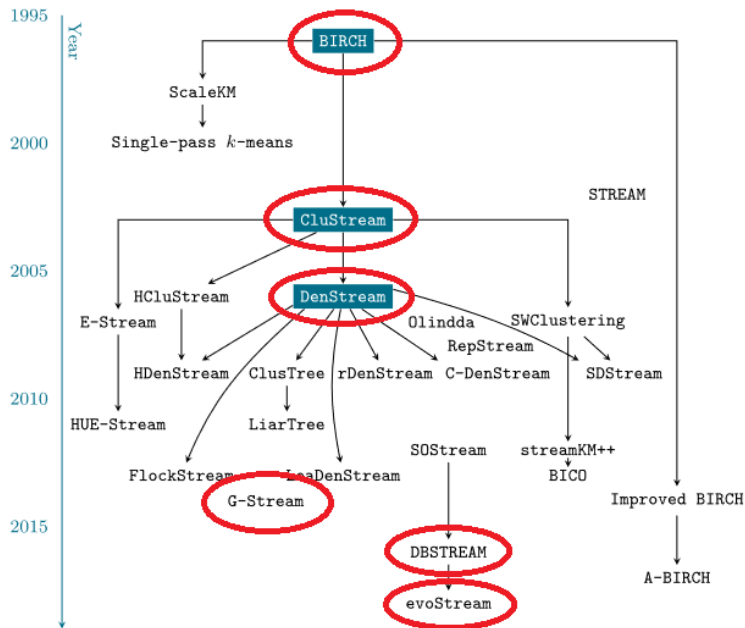 1995
Year
BIRCH
ScaleKM
2000
Single-pass k-means
STREAM
CluStream
2005
HCluStream
DenStream
E-Stream
Olindda
SWClustering
RepStream
HDenStream
ClusTree
rDenStream
C-DenStream
SDStream
2010
HUE-Stream
LiarTree
SOStream
streamKM++
FlockStream
LeaDenStream
BICO
G-Stream
Improved BIRCH
2015
DBSTREAM
A-BIRCH
evoStream